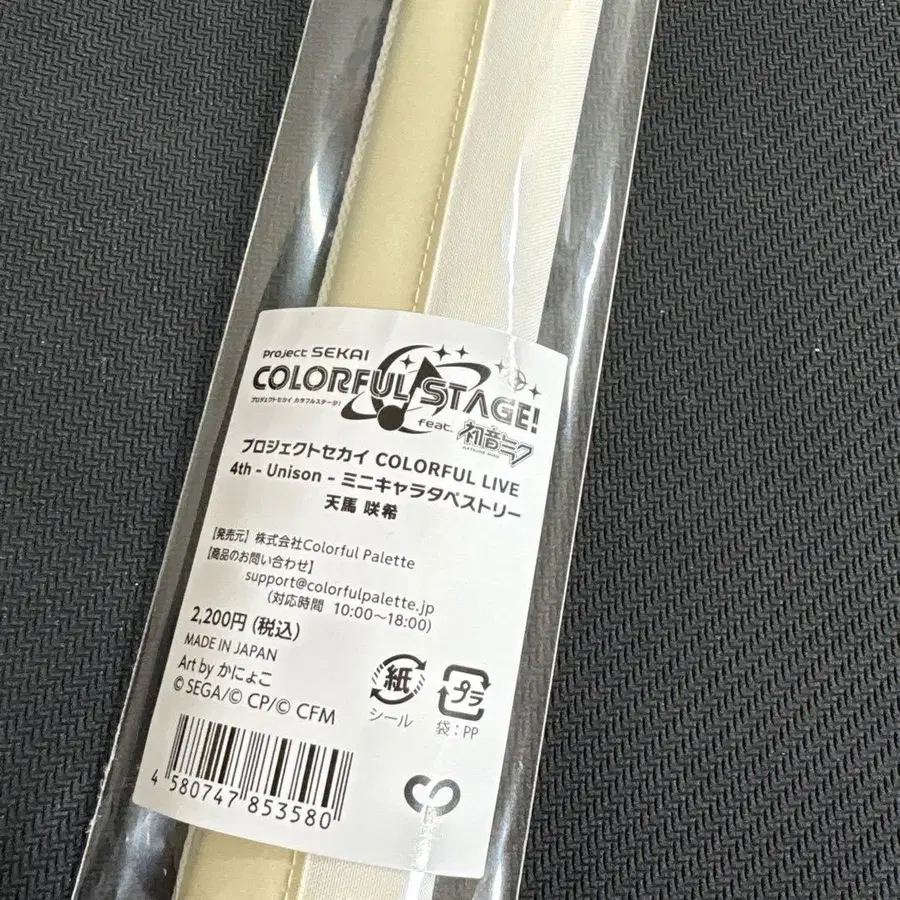 Project SEKAI
COLORFUL STAGE!
プロジェクトセカイ カラフルステージ!
feat. 初音ミク
HATSUNE MIKU
プロジェクトセカイ COLORFUL LIVE
4th - Unison - ミニキャラタペストリー
天馬 咲希
【発売元】株式会社Colorful Palette
【商品のお問い合わせ】
support@colorfulpalette.jp
(対応時間 10:00〜18:00)
2,200円 (税込)
MADE IN JAPAN
Art by かにょこ
© SEGA/© CP/© CFM
紙
シール
プラ
袋:PP
4 580747 853580